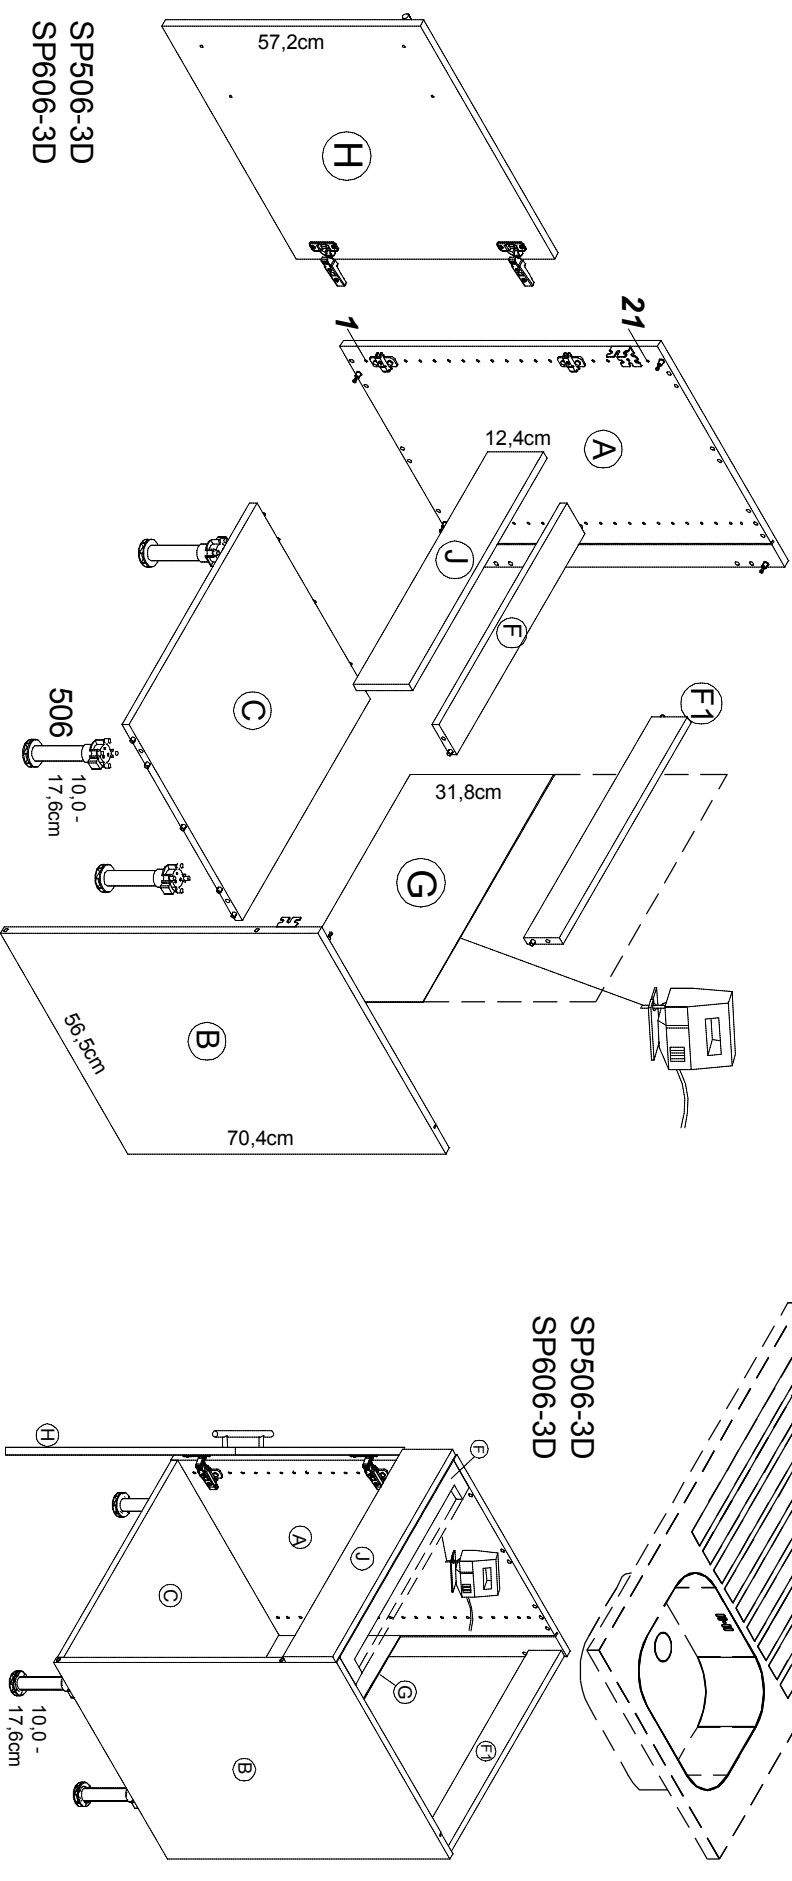 SP506-3D
SP606-3D
57,2cm
H
21
1
A
12,4cm
J
F
F1
C
506
10,0 -
17,6cm
31,8cm
G
B
56,5cm
70,4cm
SP506-3D
SP606-3D
H
F
A
J
C
G
F1
B
10,0 -
17,6cm